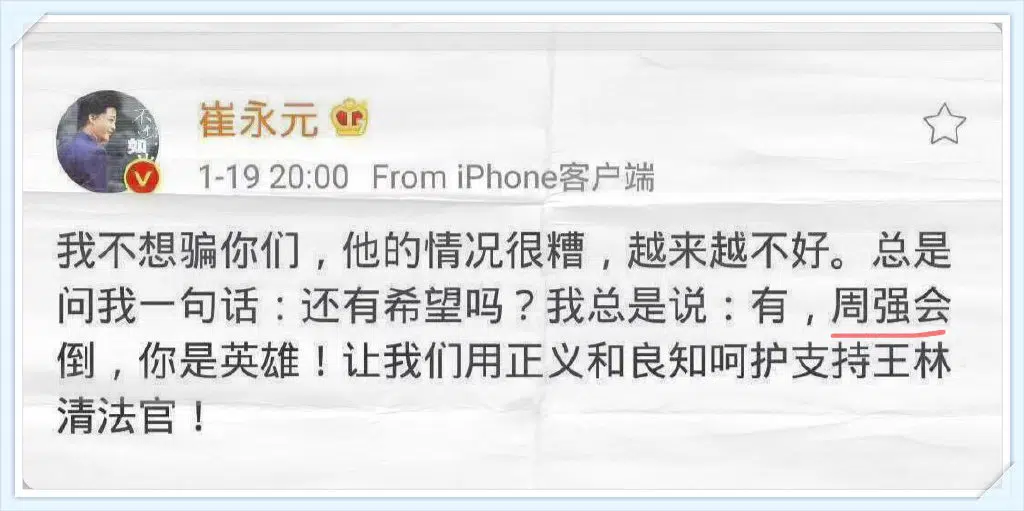 崔永元
1-19 20:00 From iPhone客户端
我不想骗你们，他的情况很糟，越来越不好。总是
问我一句话：还有希望吗？我总是说：有，周强会
倒，你是英雄！让我们用正义和良知呵护支持王林
清法官！